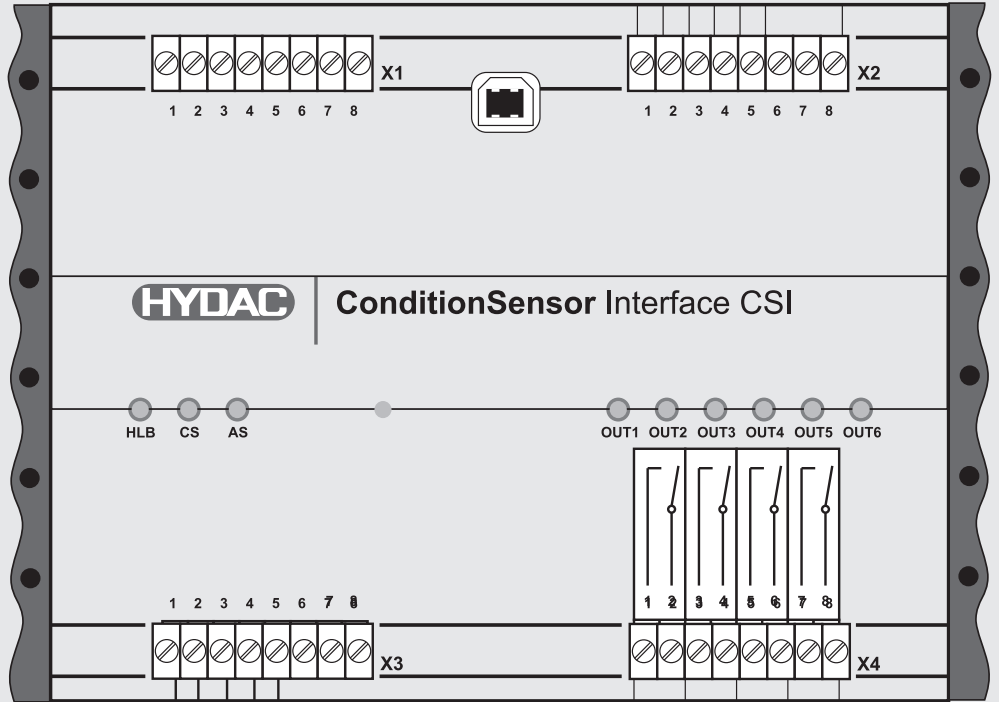 X1
X2
1 2 3 4 5 6 7 8
1 2 3 4 5 6 7 8
HYDAC
ConditionSensor Interface CSI
HLB CS AS
OUT1 OUT2 OUT3 OUT4 OUT5 OUT6
1 2 3 4 5 6 7 8
1 2 3 4 5 6 7 8
X3
X4